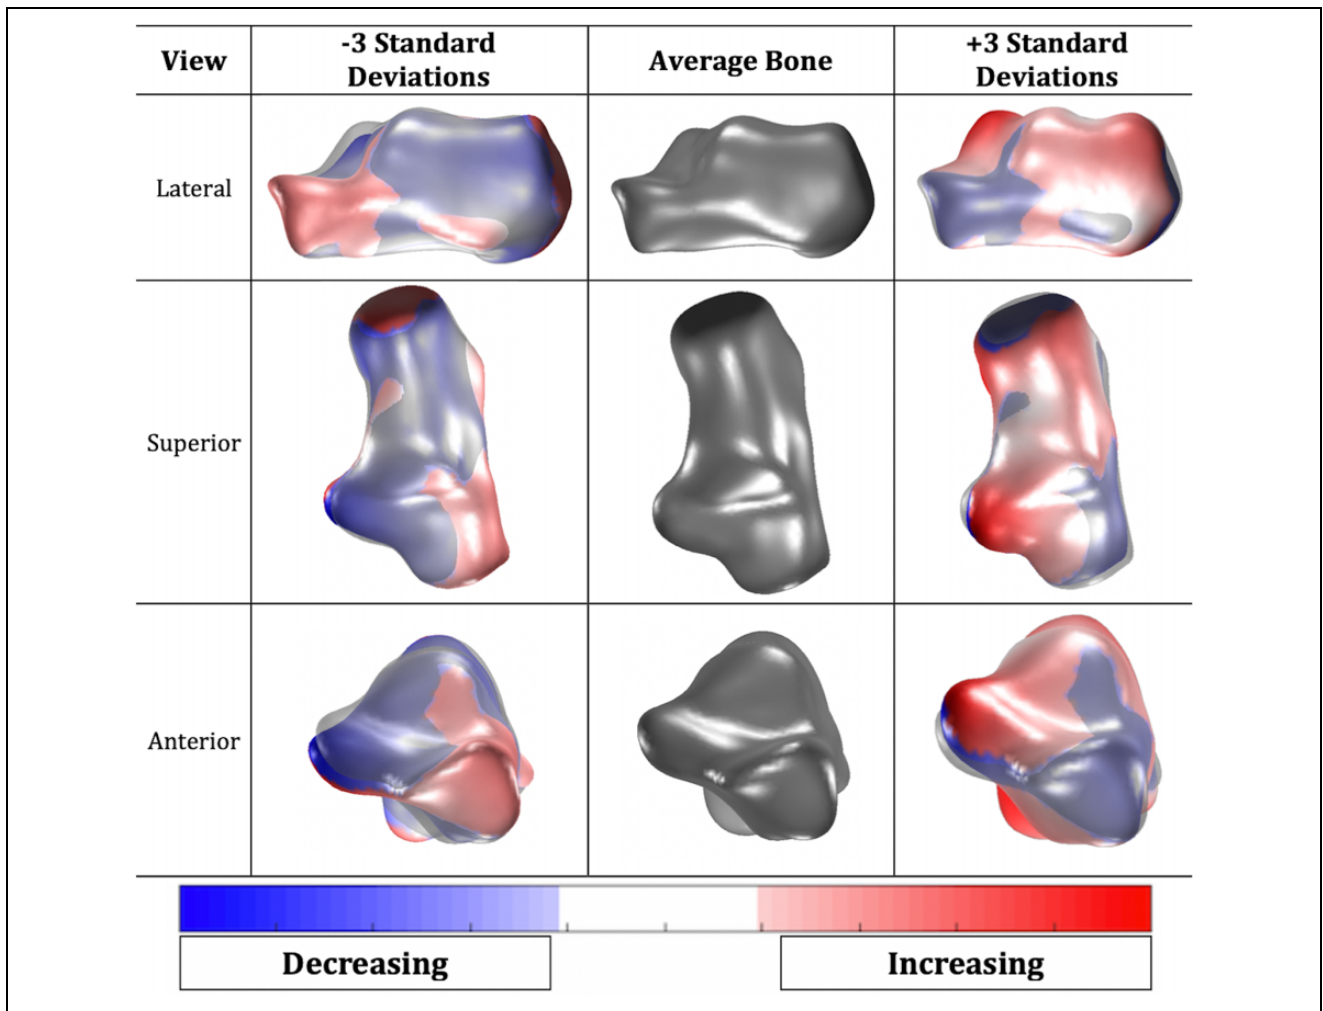 View
-3 Standard
Deviations
Average Bone
+3 Standard
Deviations
Lateral
Superior
Anterior
Decreasing
Increasing